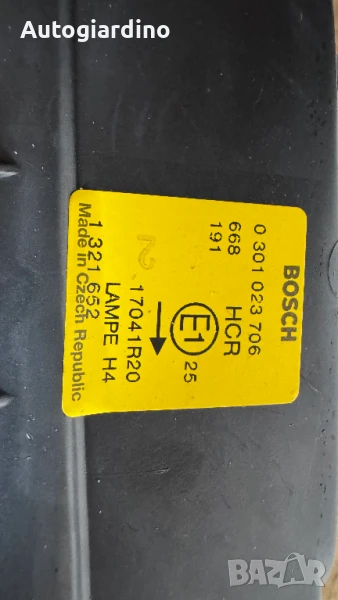 Autogiardino
BOSCH
0 301 023 706
668 HCR
191
E1
25
17041R20
LAMPE H4
1 321 652
Made in Czech Republic
BAZAR